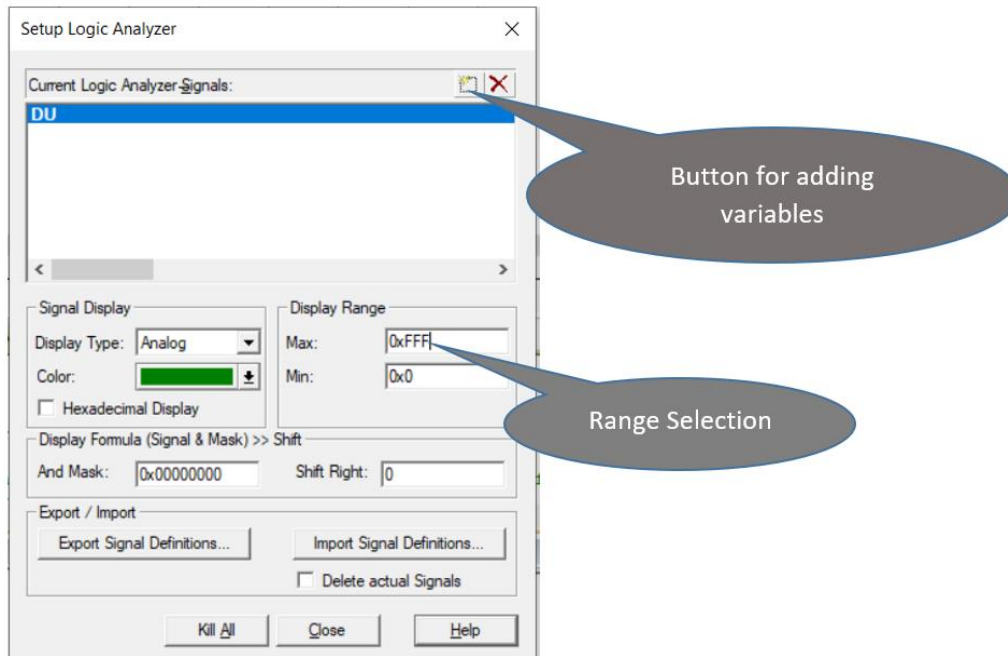 Setup Logic Analyzer
Current Logic Analyzer Signals:
DU
Button for adding
variables
Signal Display
Display Range
Display Type: Analog
Max: 0xFFF
Color:
Min: 0x0
Hexadecimal Display
Range Selection
Display Formula (Signal & Mask) >> Shift
And Mask: 0x00000000
Shift Right: 0
Export / Import
Export Signal Definitions...
Import Signal Definitions...
Delete actual Signals
Kill All
Close
Help